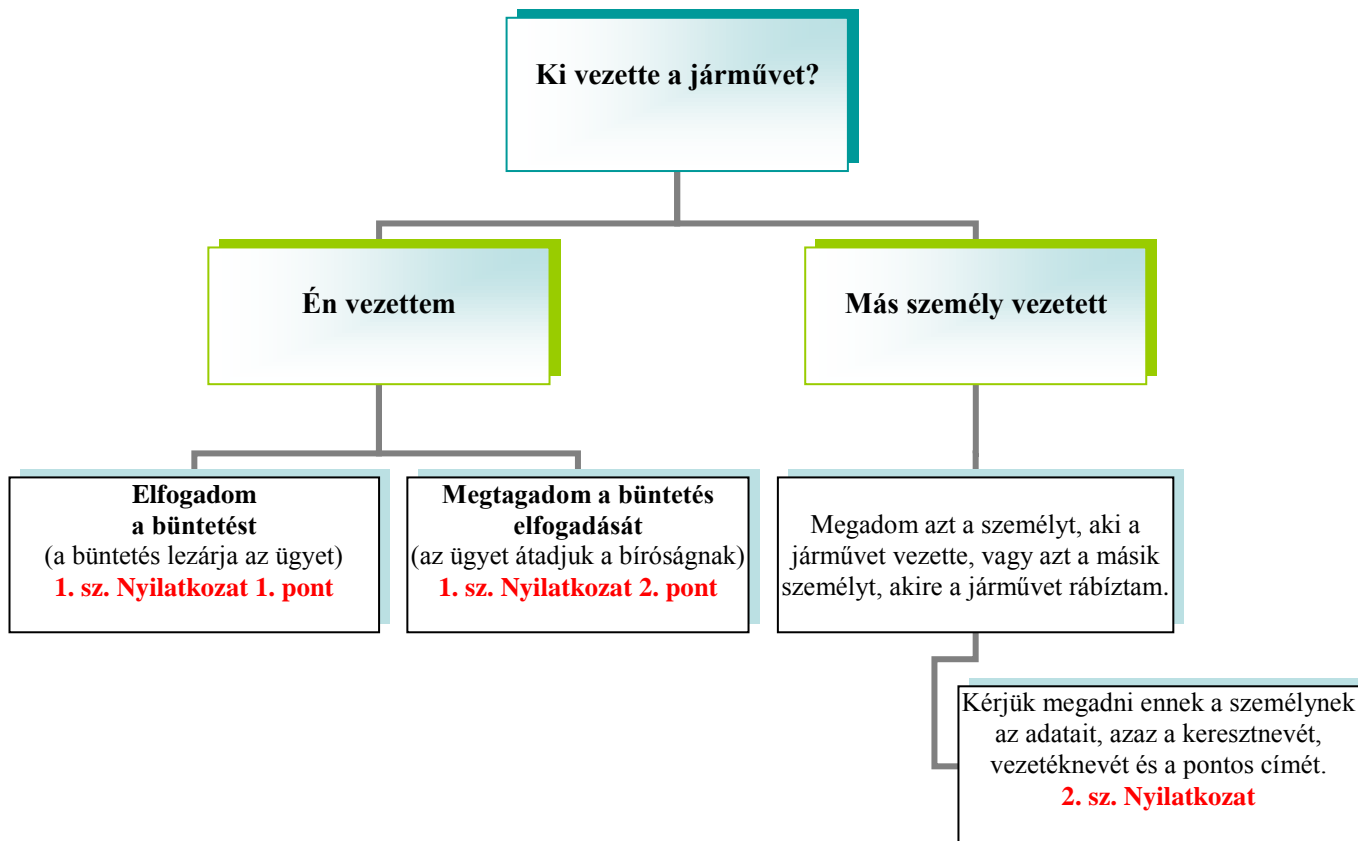 Ki vezette a járművet?
Én vezettem
Más személy vezetett
Elfogadom
a büntetést
(a büntetés lezárja az ügyet)
1. sz. Nyilatkozat 1. pont
Megtagadom a büntetés
elfogadását
(az ügyet átadjuk a bíróságnak)
1. sz. Nyilatkozat 2. pont
Megadom azt a személyt, aki a
járművet vezette, vagy azt a másik
személyt, akire a járművet rábíztam.
Kérjük megadni ennek a személynek
az adatait, azaz a keresztnevét,
vezetéknevét és a pontos címét.
2. sz. Nyilatkozat